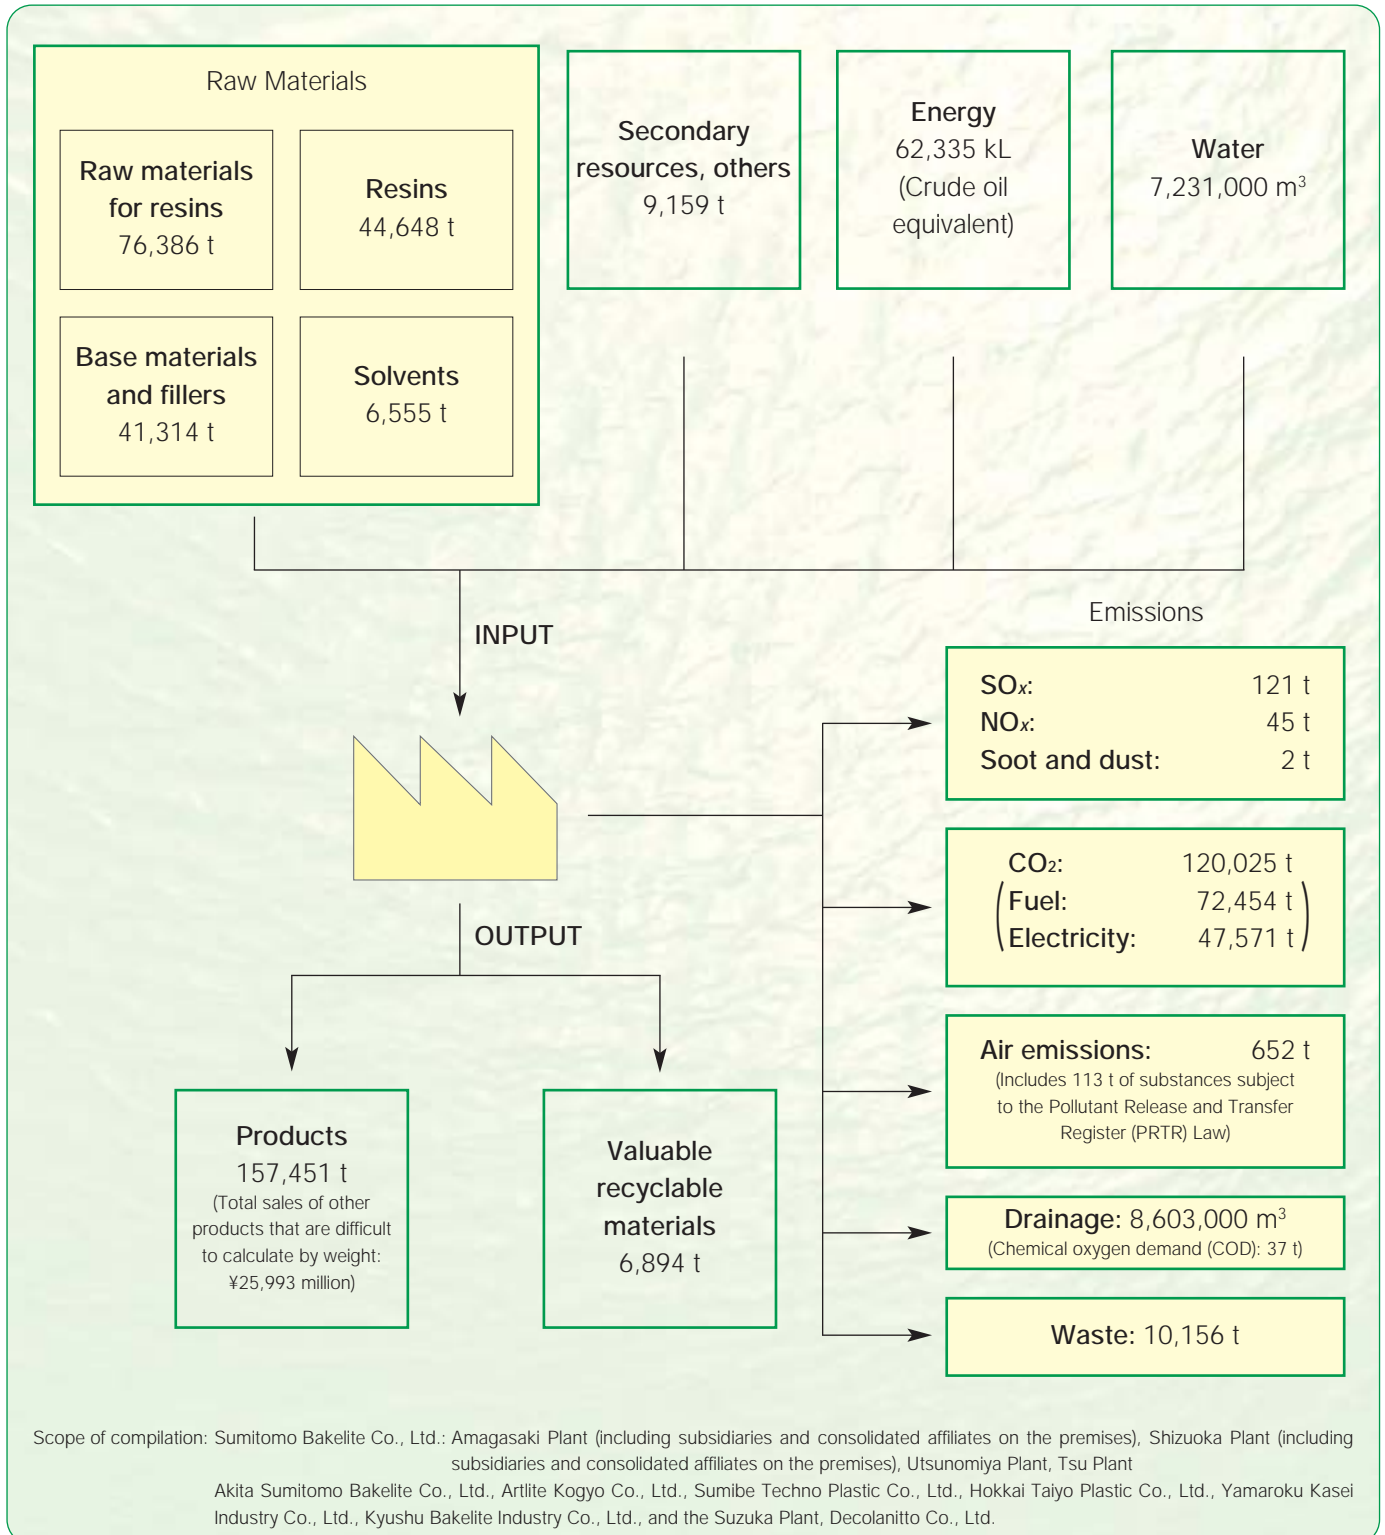 Raw Materials
Raw materials
for resins
76,386 t
Resins
44,648 t
Base materials
and fillers
41,314 t
Solvents
6,555 t
Secondary
resources, others
9,159 t
Energy
62,335 kL
(Crude oil
equivalent)
Water
7,231,000 m³
INPUT
Emissions
SOx: 121 t
NOx: 45 t
Soot and dust: 2 t
CO₂: 120,025 t
(Fuel: 72,454 t
Electricity: 47,571 t)
Air emissions: 652 t
(Includes 113 t of substances subject
to the Pollutant Release and Transfer
Register (PRTR) Law)
Drainage: 8,603,000 m³
(Chemical oxygen demand (COD): 37 t)
Waste: 10,156 t
OUTPUT
Products
157,451 t
(Total sales of other
products that are difficult
to calculate by weight:
¥25,993 million)
Valuable
recyclable
materials
6,894 t
Scope of compilation: Sumitomo Bakelite Co., Ltd.: Amagasaki Plant (including subsidiaries and consolidated affiliates on the premises), Shizuoka Plant (including
subsidiaries and consolidated affiliates on the premises), Utsunomiya Plant, Tsu Plant
Akita Sumitomo Bakelite Co., Ltd., Artlite Kogyo Co., Ltd., Sumibe Techno Plastic Co., Ltd., Hokkai Taiyo Plastic Co., Ltd., Yamaroku Kasei
Industry Co., Ltd., Kyushu Bakelite Industry Co., Ltd., and the Suzuka Plant, Decolanitto Co., Ltd.